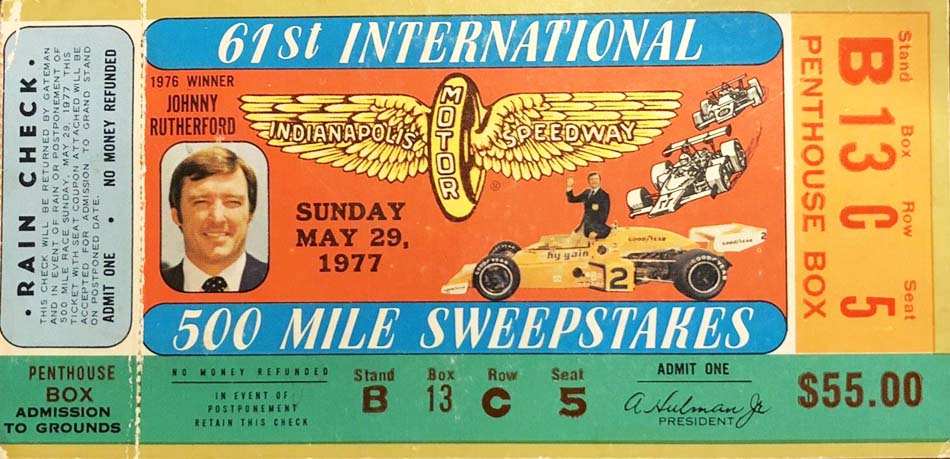 • RAIN CHECK •
THIS CHECK WILL BE RETURNED BY GATEMAN
AND IN EVENT OF RAIN OR POSTPONEMENT OF
500 MILE RACE SUNDAY, MAY 29, 1977 THIS
TICKET WITH SEAT COUPON ATTACHED WILL BE
ACCEPTED FOR ADMISSION TO GRAND STAND
ON POSTPONED DATE.
ADMIT ONE • NO MONEY REFUNDED
PENTHOUSE
BOX
ADMISSION
TO GROUNDS
61st INTERNATIONAL
1976 WINNER
JOHNNY
RUTHERFORD
INDIANAPOLIS MOTOR SPEEDWAY
®
SUNDAY
MAY 29,
1977
GOODYEAR
hy gain
2
GOODYEAR
2
500 MILE SWEEPSTAKES
NO MONEY REFUNDED
IN EVENT OF
POSTPONEMENT
RETAIN THIS CHECK
Stand Box Row Seat
B 13 C 5
ADMIT ONE
A Hulman Jr
PRESIDENT
Stand Box Row Seat
B 13 C 5
PENTHOUSE BOX
$55.00